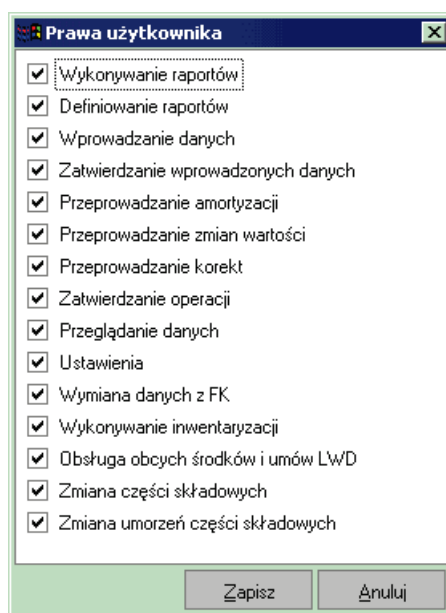 Prawa użytkownika
Wykonywanie raportów
Definiowanie raportów
Wprowadzanie danych
Zatwierdzanie wprowadzonych danych
Przeprowadzanie amortyzacji
Przeprowadzanie zmian wartości
Przeprowadzanie korekt
Zatwierdzanie operacji
Przeglądanie danych
Ustawienia
Wymiana danych z FK
Wykonywanie inwentaryzacji
Obsługa obcych środków i umów LWD
Zmiana części składowych
Zmiana umorzeń części składowych
Zapisz Anuluj